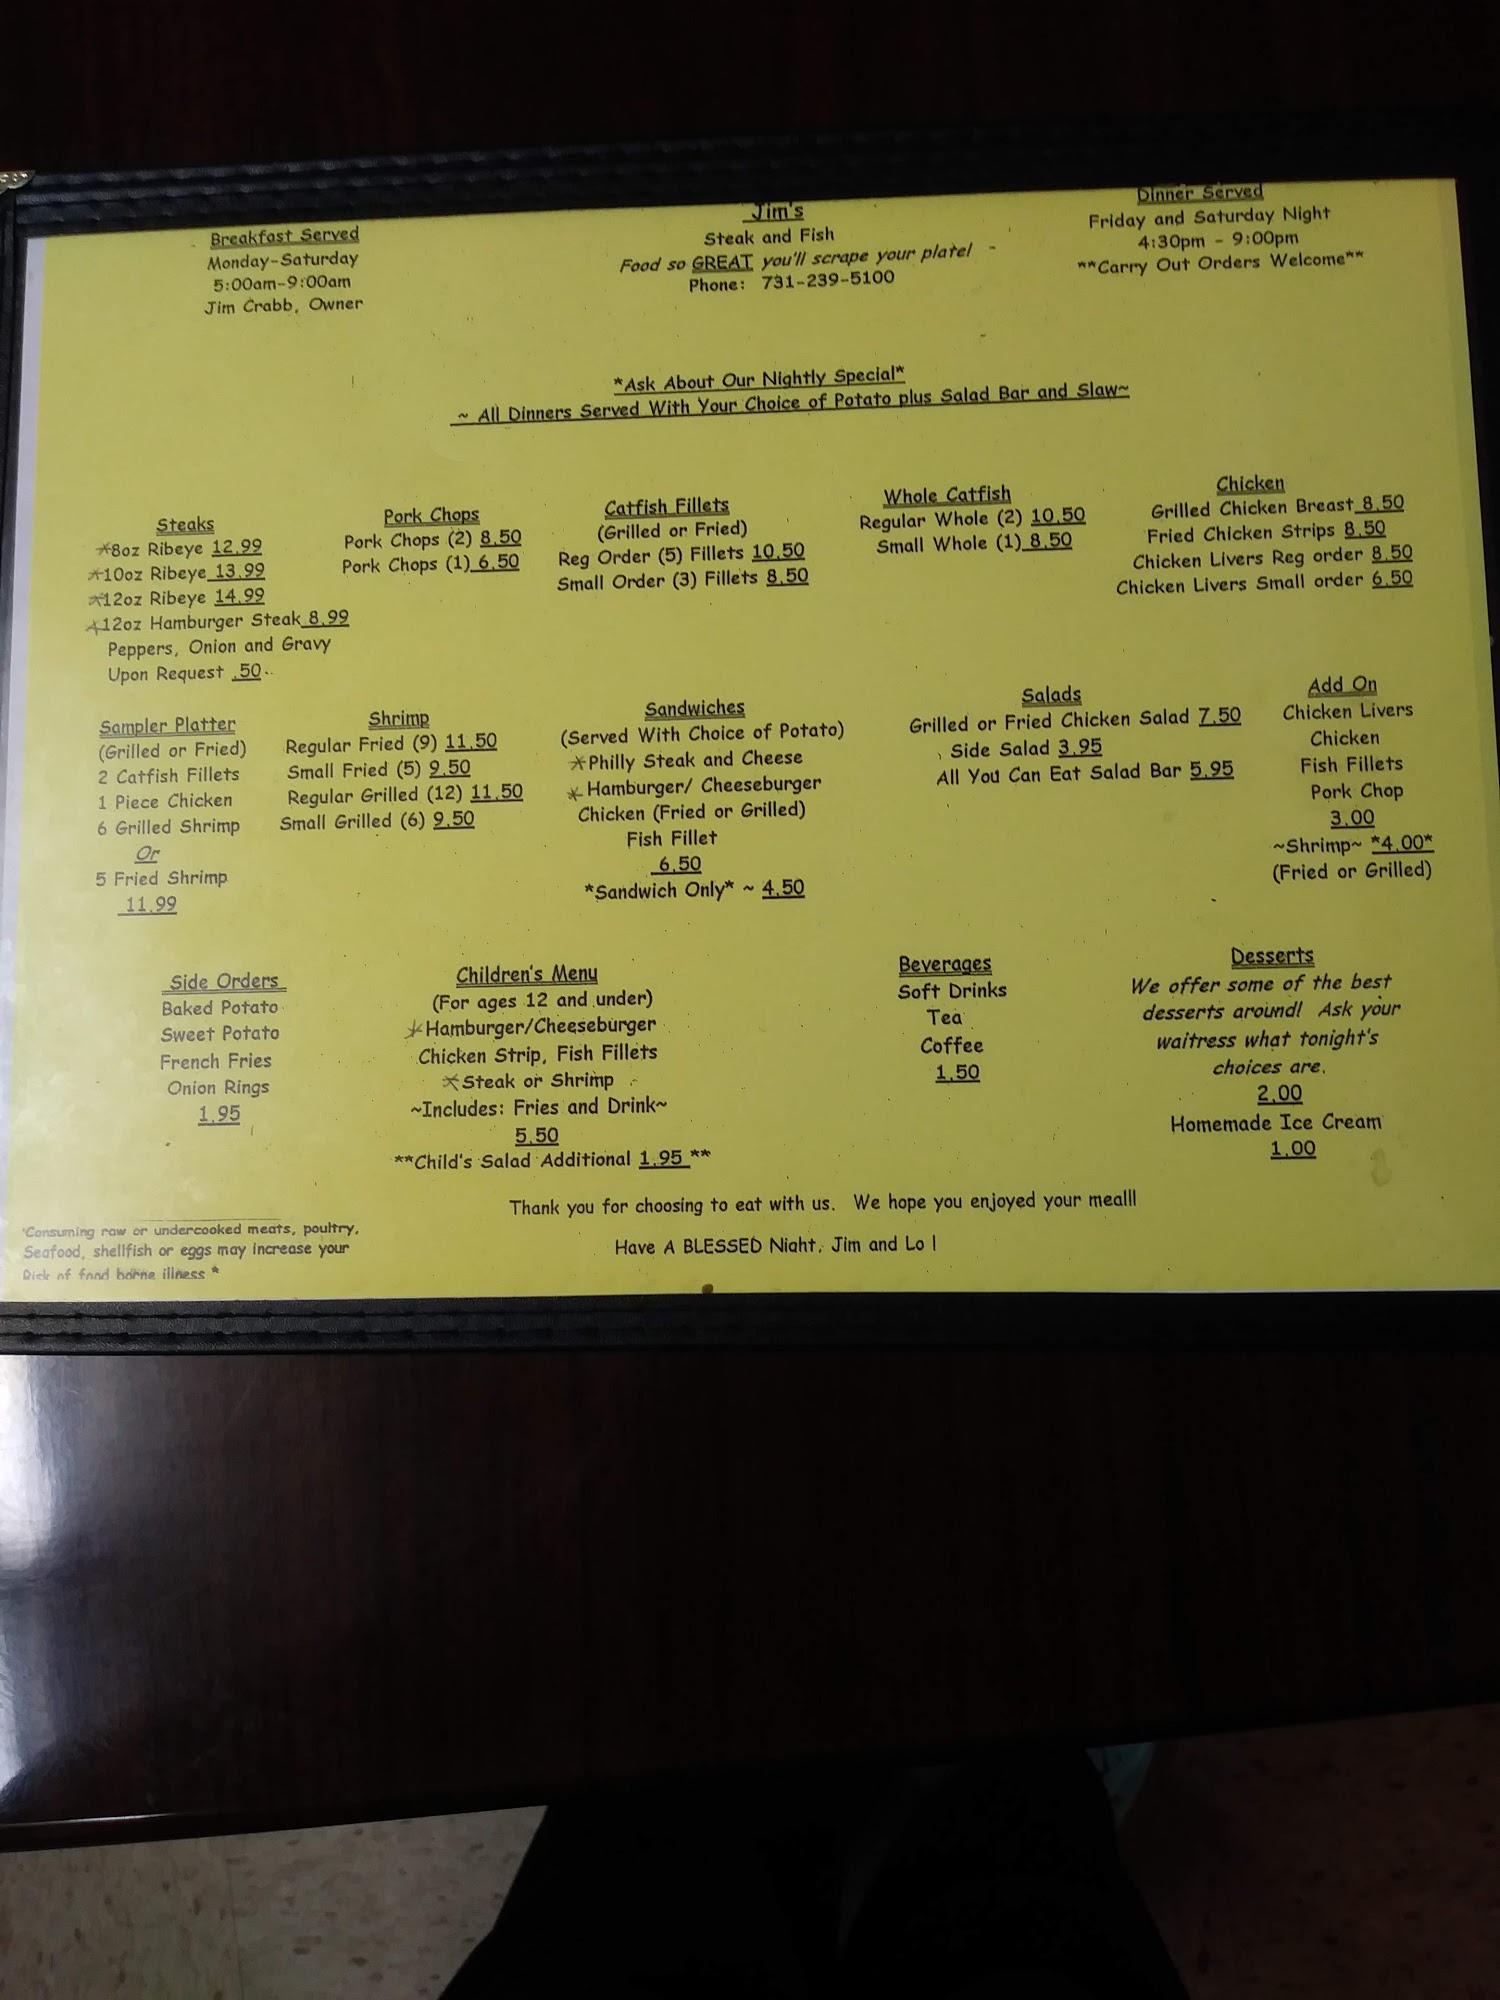 Breakfast Served
Monday-Saturday
5:00am-9:00am
Jim Crabb, Owner
Jim's
Steak and Fish
Food so GREAT you'll scrape your plate!
Phone: 731-239-5100
Dinner Served
Friday and Saturday Night
4:30pm - 9:00pm
**Carry Out Orders Welcome**
*Ask About Our Nightly Special*
~ All Dinners Served With Your Choice of Potato plus Salad Bar and Slaw~
Steaks
*8oz Ribeye 12.99
*10oz Ribeye 13.99
*12oz Ribeye 14.99
*12oz Hamburger Steak 8.99
Peppers, Onion and Gravy
Upon Request .50
Pork Chops
Pork Chops (2) 8.50
Pork Chops (1) 6.50
Catfish Fillets
(Grilled or Fried)
Reg Order (5) Fillets 10.50
Small Order (3) Fillets 8.50
Whole Catfish
Regular Whole (2) 10.50
Small Whole (1) 8.50
Chicken
Grilled Chicken Breast 8.50
Fried Chicken Strips 8.50
Chicken Livers Reg order 8.50
Chicken Livers Small order 6.50
Sampler Platter
(Grilled or Fried)
2 Catfish Fillets
1 Piece Chicken
6 Grilled Shrimp
Or
5 Fried Shrimp
11.99
Shrimp
Regular Fried (9) 11.50
Small Fried (5) 9.50
Regular Grilled (12) 11.50
Small Grilled (6) 9.50
Sandwiches
(Served With Choice of Potato)
*Philly Steak and Cheese
*Hamburger/ Cheeseburger
Chicken (Fried or Grilled)
Fish Fillet
6.50
*Sandwich Only* ~ 4.50
Salads
Grilled or Fried Chicken Salad 7.50
Side Salad 3.95
All You Can Eat Salad Bar 5.95
Add On
Chicken Livers
Chicken
Fish Fillets
Pork Chop
3.00
~Shrimp~ *4.00*
(Fried or Grilled)
Side Orders
Baked Potato
Sweet Potato
French Fries
Onion Rings
1.95
Children's Menu
(For ages 12 and under)
*Hamburger/Cheeseburger
Chicken Strip, Fish Fillets
*Steak or Shrimp
~Includes: Fries and Drink~
5.50
**Child's Salad Additional 1.95 **
Beverages
Soft Drinks
Tea
Coffee
1.50
Desserts
We offer some of the best
desserts around! Ask your
waitress what tonight's
choices are.
2.00
Homemade Ice Cream
1.00
Thank you for choosing to eat with us. We hope you enjoyed your meal!!
Have A BLESSED Night, Jim and Lo
*Consuming raw or undercooked meats, poultry,
Seafood, shellfish or eggs may increase your
Risk of food borne illness *